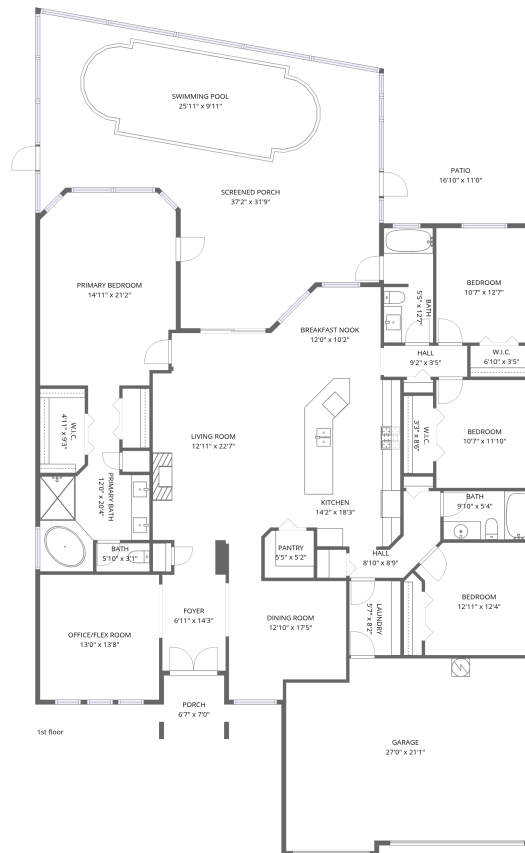 SWIMMING POOL
25'11" x 9'11"
PATIO
16'10" x 11'0"
SCREENED PORCH
37'2" x 31'9"
PRIMARY BEDROOM
14'11" x 21'2"
BEDROOM
10'7" x 12'7"
BATH
5'5" x 12'7"
BREAKFAST NOOK
12'0" x 10'2"
HALL
9'2" x 3'5"
W.I.C.
6'10" x 3'5"
W.I.C.
4'11" x 9'3"
LIVING ROOM
12'11" x 22'7"
W.I.C.
3'3" x 8'6"
BEDROOM
10'7" x 11'10"
PRIMARY BATH
12'0" x 20'4"
KITCHEN
14'2" x 18'3"
BATH
9'10" x 5'4"
BATH
5'10" x 3'1"
PANTRY
5'5" x 5'2"
HALL
8'10" x 8'9"
FOYER
6'11" x 14'3"
DINING ROOM
12'10" x 17'5"
LAUNDRY
5'7" x 8'2"
BEDROOM
12'11" x 12'4"
OFFICE/FLEX ROOM
13'0" x 13'8"
PORCH
6'7" x 7'0"
1st floor
GARAGE
27'0" x 21'1"